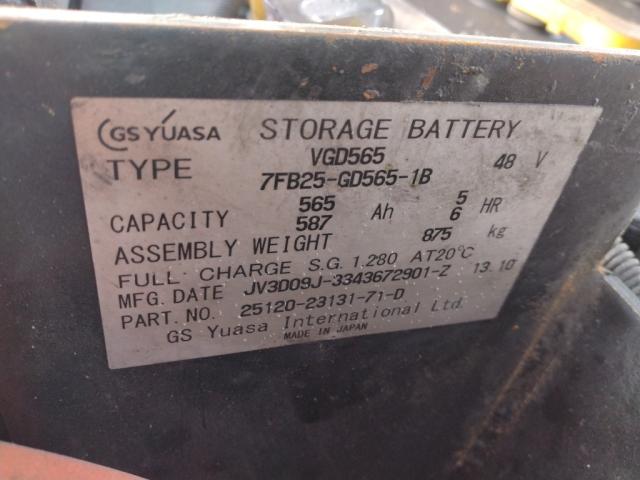 GS YUASA STORAGE BATTERY
TYPE VGD565 48 V
7FB25-GD565-1B
CAPACITY 565 Ah 5 HR
587 6
ASSEMBLY WEIGHT 875 kg
FULL CHARGE S.G. 1.280 AT20°C
MFG. DATE JV3D09J-3343672901-Z 13.10
PART.NO. 25120-23131-71-D
GS Yuasa International Ltd.
MADE IN JAPAN